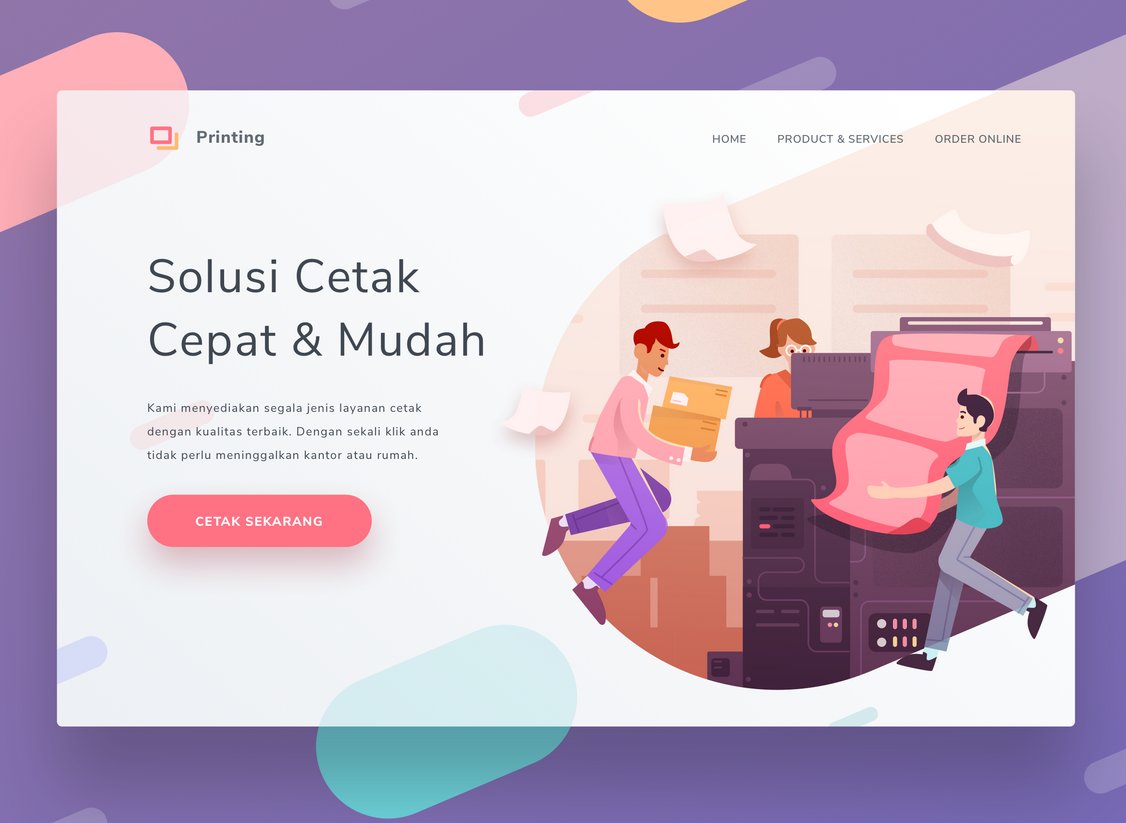 Printing
HOME
PRODUCT & SERVICES
ORDER ONLINE
Solusi Cetak
Cepat & Mudah
Kami menyediakan segala jenis layanan cetak
dengan kualitas terbaik. Dengan sekali klik anda
tidak perlu meninggalkan kantor atau rumah.
CETAK SEKARANG